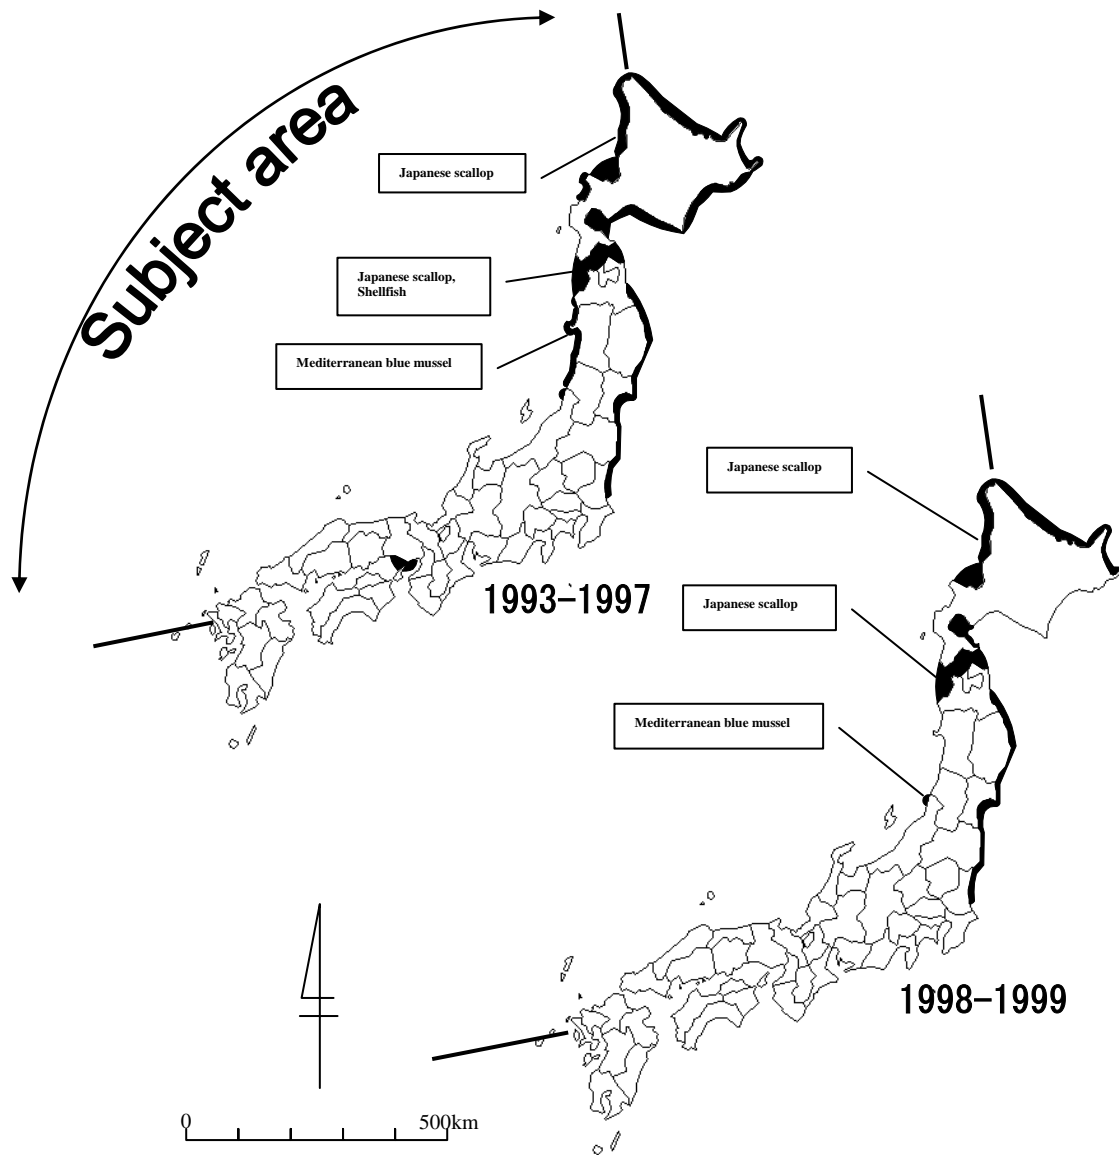 Subject area
Japanese scallop
Japanese scallop,
Shellfish
Mediterranean blue mussel
1993-1997
Japanese scallop
Japanese scallop
Mediterranean blue mussel
1998-1999
0 500km